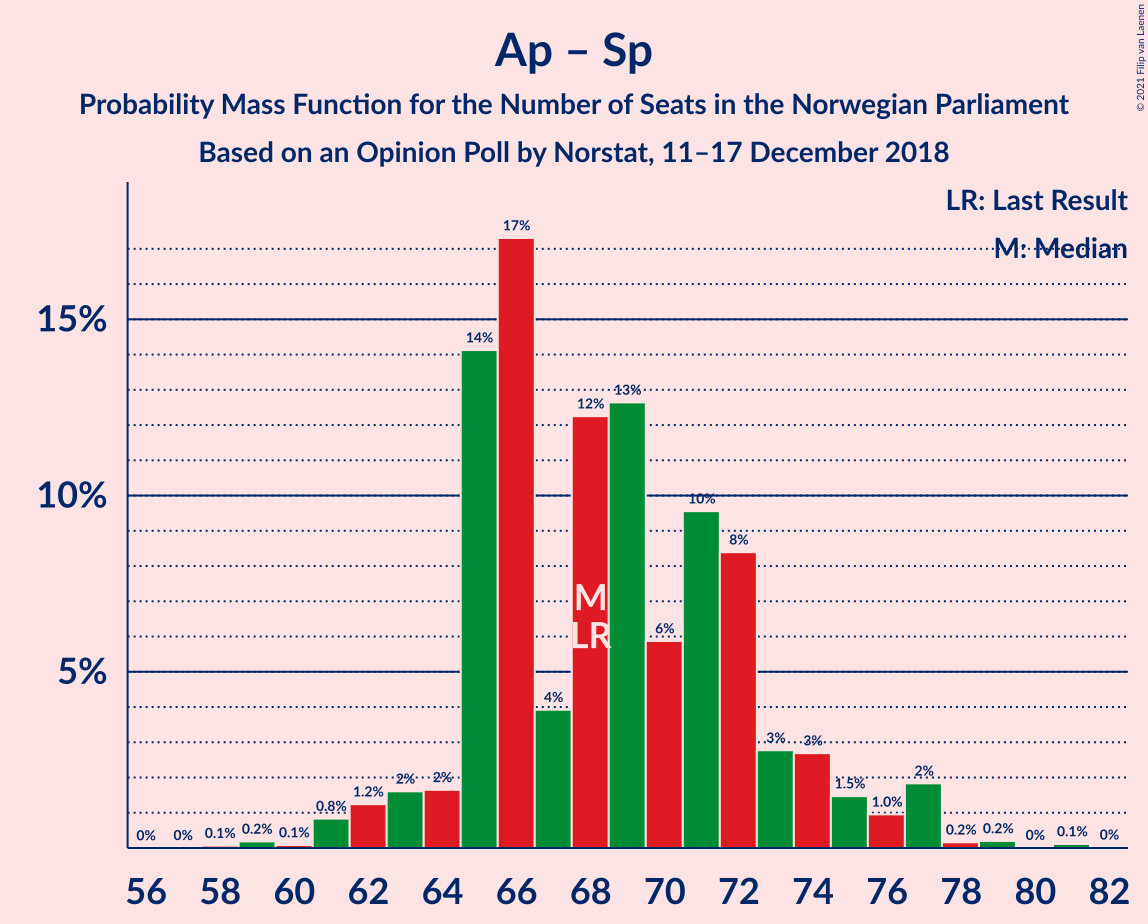 © 2021 Filip van Laenen
Ap – Sp
Probability Mass Function for the Number of Seats in the Norwegian Parliament
Based on an Opinion Poll by Norstat, 11–17 December 2018
LR: Last Result
M: Median
15%
10%
5%
0% 0% 0.1% 0.2% 0.1% 0.8% 1.2% 2% 2% 14% 17% 4% 12% 13% 6% 10% 8% 3% 3% 1.5% 1.0% 2% 0.2% 0.2% 0% 0.1% 0%
M
LR
56 58 60 62 64 66 68 70 72 74 76 78 80 82